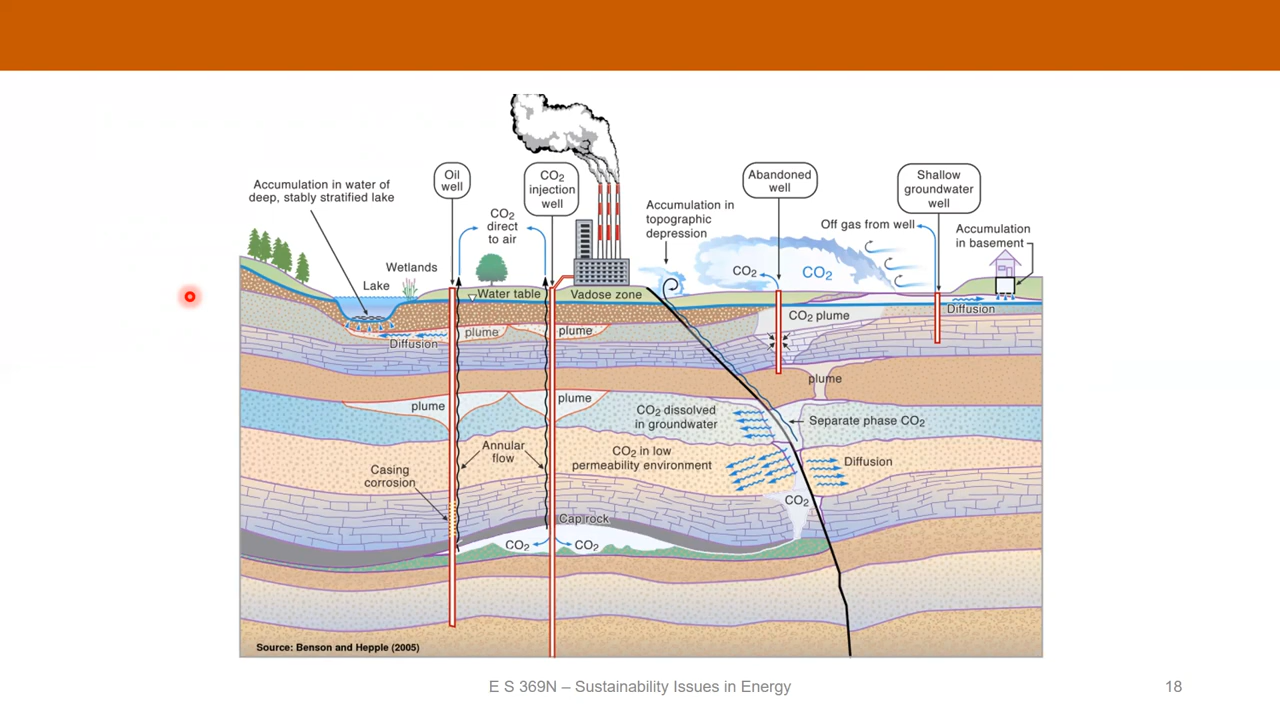 Accumulation in water of
deep, stably stratified lake
Oil
well
CO2
injection
well
CO2
direct
to air
Accumulation in
topographic
depression
Abandoned
well
Shallow
groundwater
well
Off gas from well
Accumulation
in basement
Wetlands
Lake
Water table
Vadose zone
CO2
CO2
CO2 plume
Diffusion
plume
plume
Diffusion
plume
plume
plume
CO2 dissolved
in groundwater
Separate phase CO2
Annular
flow
CO2 in low
permeability environment
Diffusion
Casing
corrosion
CO2
Cap rock
CO2
CO2
Source: Benson and Hepple (2005)
E S 369N – Sustainability Issues in Energy
18